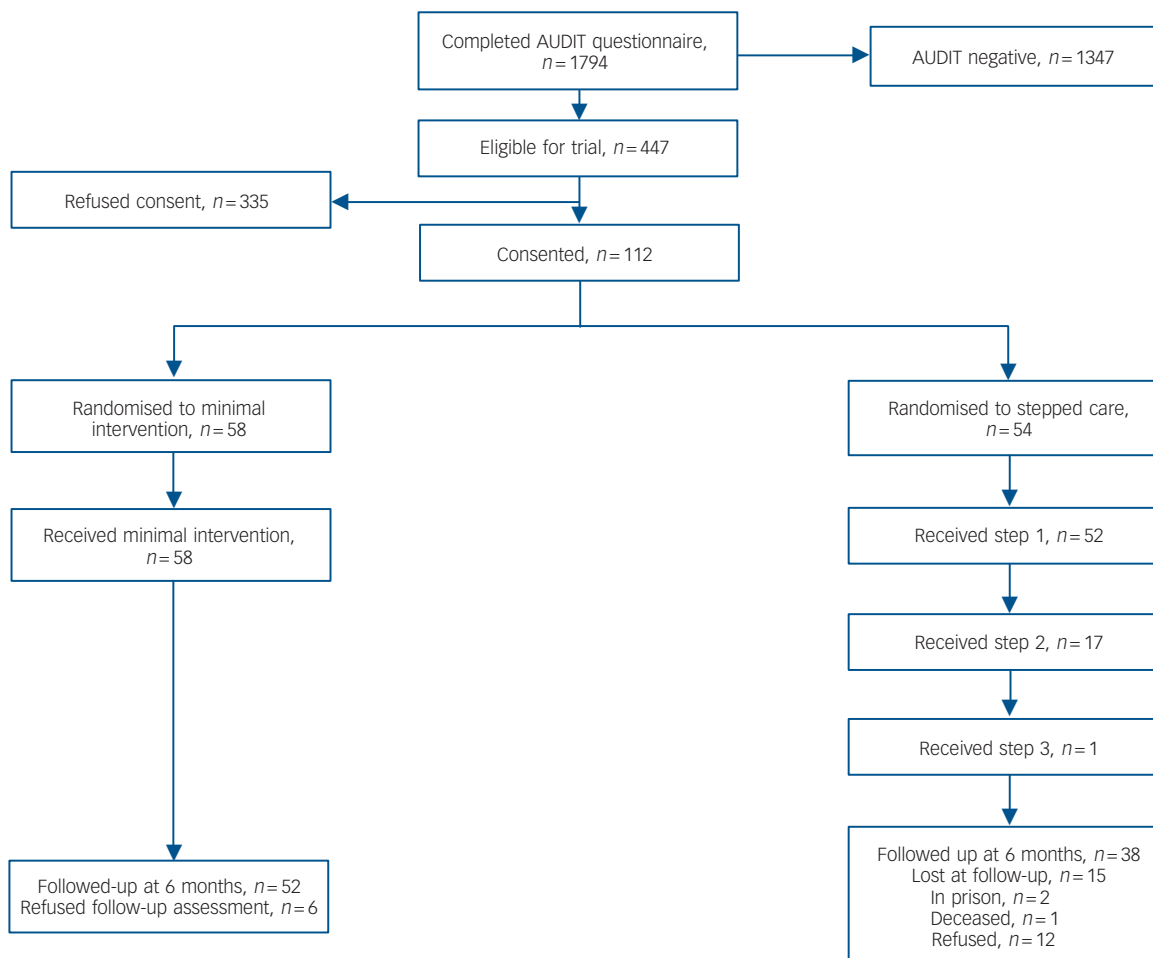 Completed AUDIT questionnaire,
n=1794
AUDIT negative, n=1347
Eligible for trial, n=447
Refused consent, n=335
Consented, n=112
Randomised to minimal
intervention, n=58
Randomised to stepped care,
n=54
Received minimal intervention,
n=58
Received step 1, n=52
Received step 2, n=17
Received step 3, n=1
Followed-up at 6 months, n=52
Refused follow-up assessment, n=6
Followed up at 6 months, n=38
Lost at follow-up, n=15
In prison, n=2
Deceased, n=1
Refused, n=12